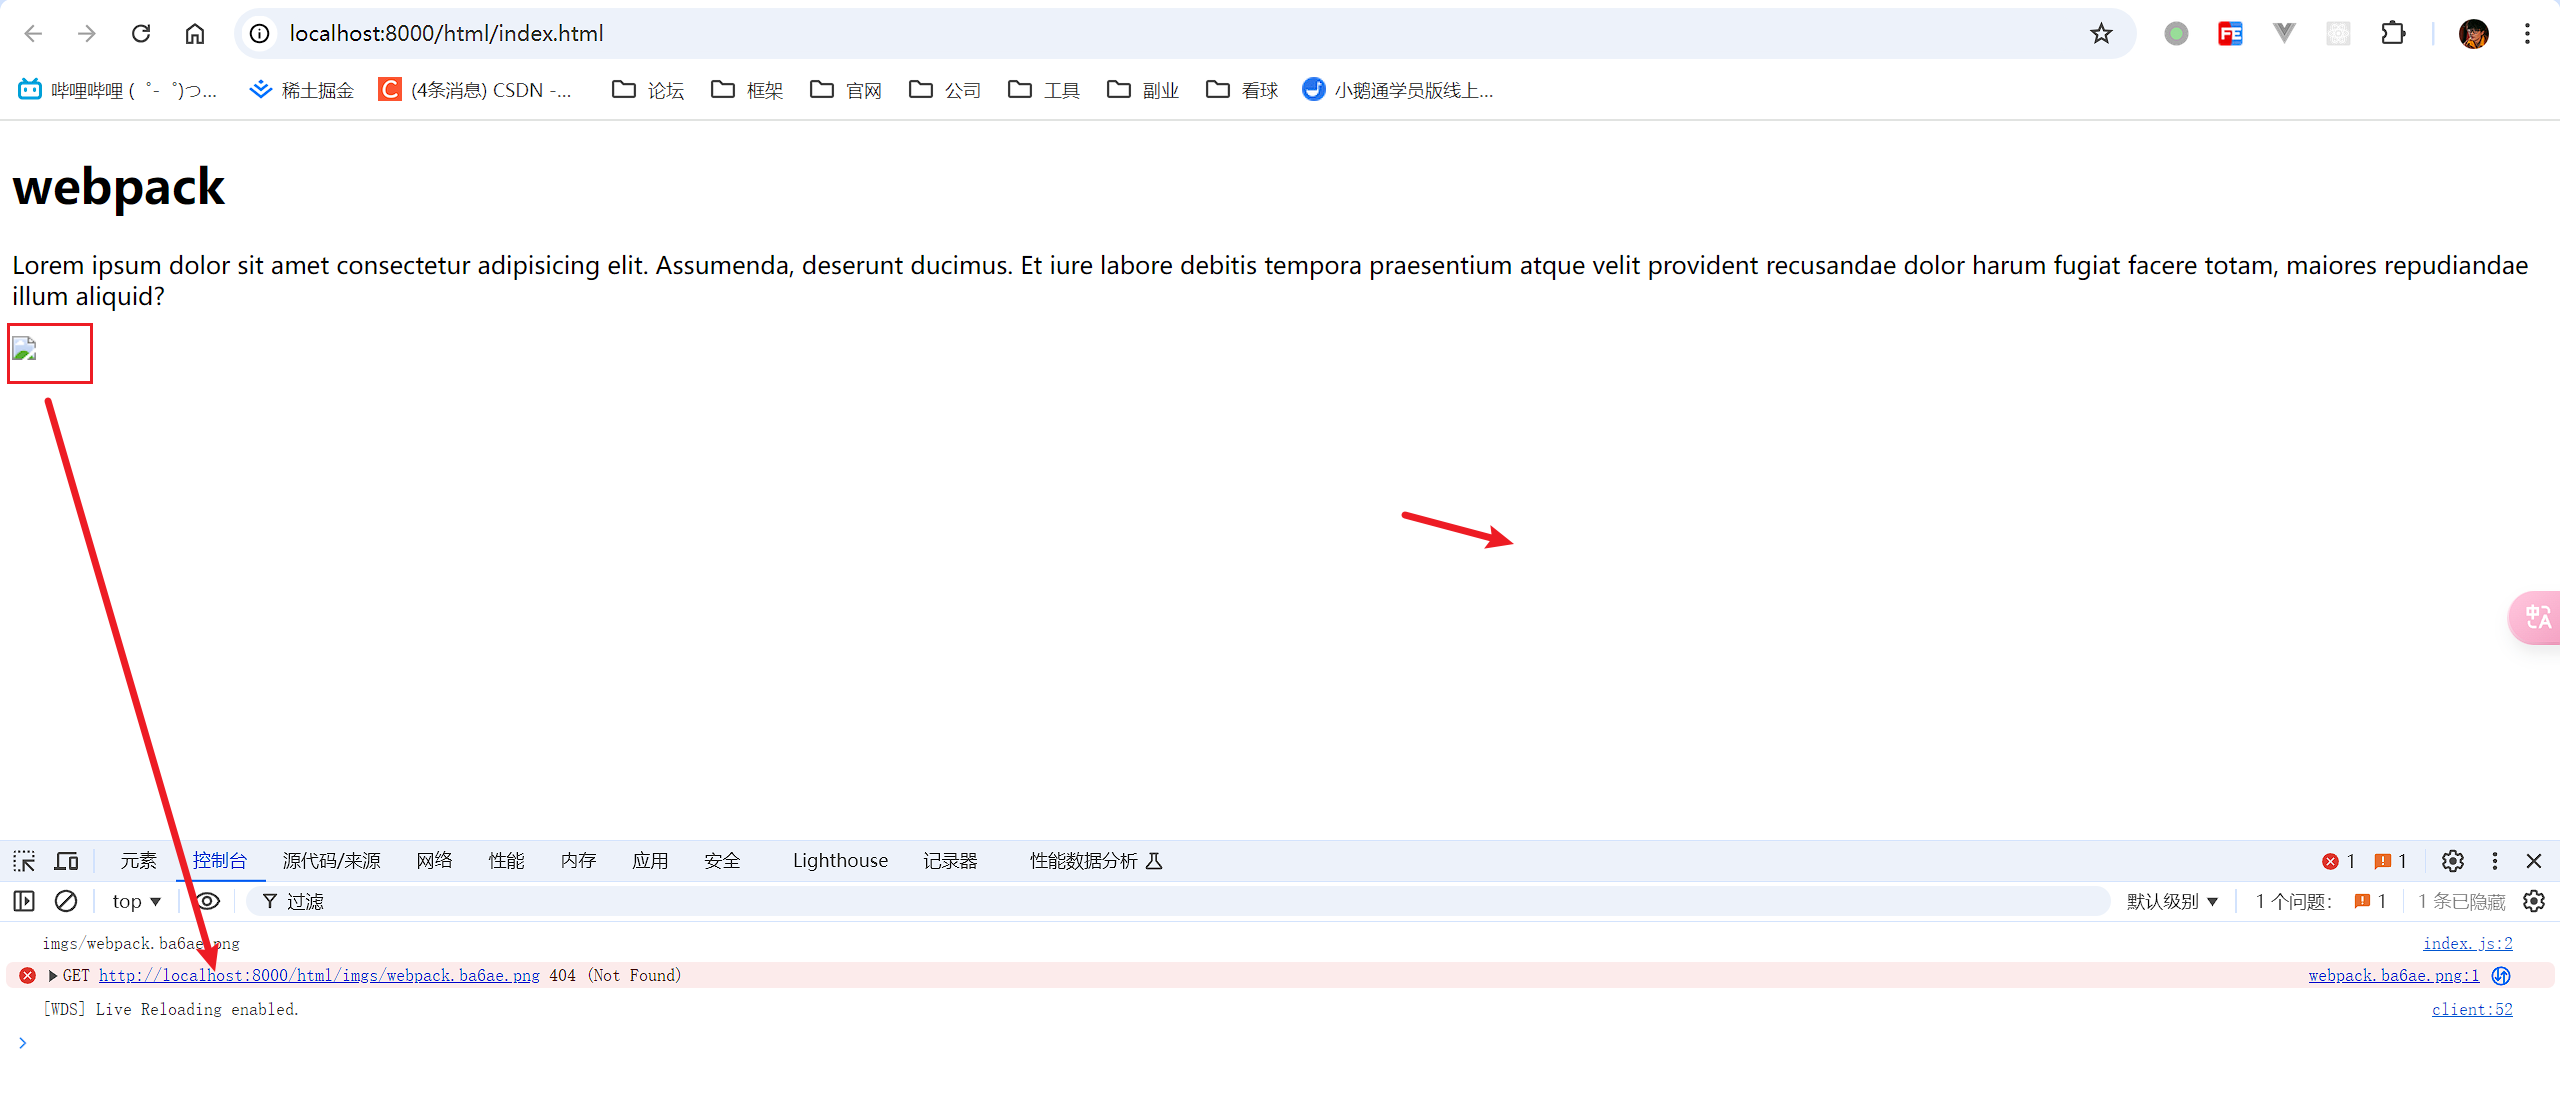 localhost:8000/html/index.html
哔哩哔哩 ( ゜- ゜)つ... 稀土掘金 (4条消息) CSDN -... 论坛 框架 官网 公司 工具 副业 看球 小鹅通学员版线上...
webpack
Lorem ipsum dolor sit amet consectetur adipisicing elit. Assumenda, deserunt ducimus. Et iure labore debitis tempora praesentium atque velit provident recusandae dolor harum fugiat facere totam, maiores repudiandae
illum aliquid?
元素 控制台 源代码/来源 网络 性能 内存 应用 安全 Lighthouse 记录器 性能数据分析 1 1
top 过滤 默认级别 1 个问题: 1 1 条已隐藏
imgs/webpack.ba6ae.png index.js:2
GET http://localhost:8000/html/imgs/webpack.ba6ae.png 404 (Not Found) webpack.ba6ae.png:1
[WDS] Live Reloading enabled. client:52